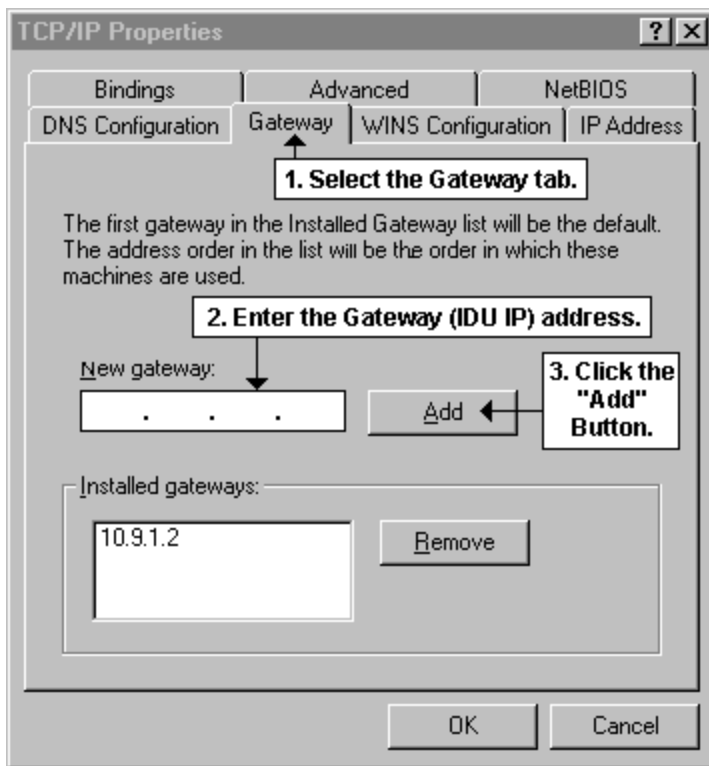 TCP/IP Properties
? X
Bindings Advanced NetBIOS
DNS Configuration Gateway WINS Configuration IP Address
1. Select the Gateway tab.
The first gateway in the Installed Gateway list will be the default.
The address order in the list will be the order in which these
machines are used.
2. Enter the Gateway (IDU IP) address.
New gateway:
. . .
Add
3. Click the
"Add"
Button.
Installed gateways:
10.9.1.2
Remove
OK Cancel